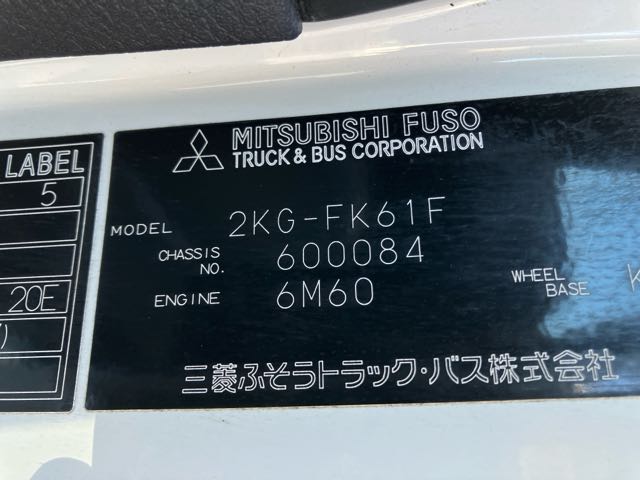 LABEL
5
20E
)
MITSUBISHI FUSO
TRUCK & BUS CORPORATION
MODEL 2KG-FK61F
CHASSIS NO. 600084
ENGINE 6M60
WHEEL BASE K
三菱ふそうトラック・バス株式会社